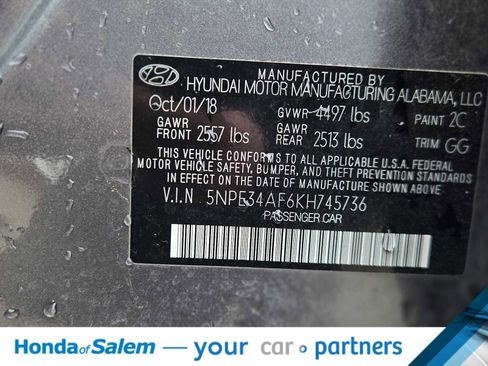 MANUFACTURED BY
HYUNDAI MOTOR MANUFACTURING ALABAMA, LLC
Oct/01/18 GVWR 4497 lbs PAINT 2C
GAWR FRONT 2557 lbs GAWR REAR 2513 lbs TRIM GG
THIS VEHICLE CONFORMS TO ALL APPLICABLE U.S.A. FEDERAL
MOTOR VEHICLE SAFETY, BUMPER, AND THEFT PREVENTION STANDARDS
IN EFFECT ON THE DATE OF MANUFACTURE SHOWN ABOVE.
V.I.N 5NPE34AF6KH745736
PASSENGER CAR
Honda of Salem — your car. partners